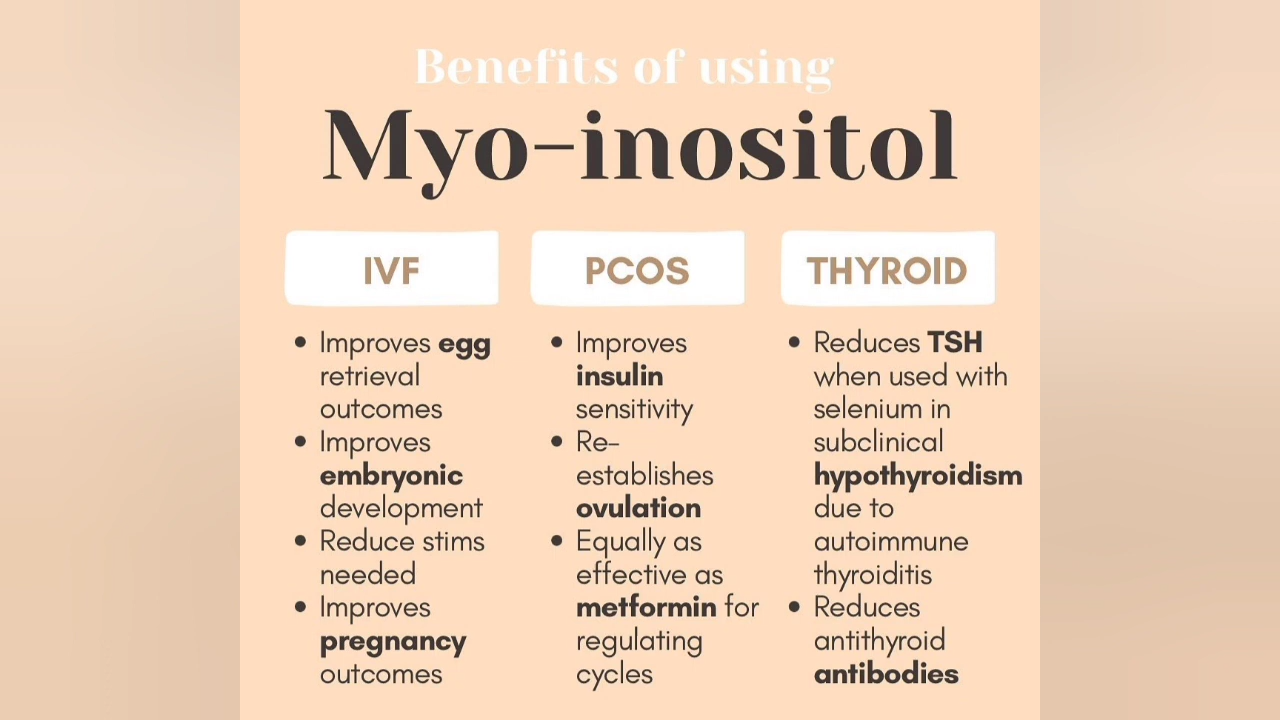 Benefits of using
Myo-inositol
IVF
• Improves egg
retrieval
outcomes
• Improves
embryonic
development
• Reduce stims
needed
• Improves
pregnancy
outcomes
PCOS
• Improves
insulin
sensitivity
• Re-
establishes
ovulation
• Equally as
effective as
metformin for
regulating
cycles
THYROID
• Reduces TSH
when used with
selenium in
subclinical
hypothyroidism
due to
autoimmune
thyroiditis
• Reduces
antithyroid
antibodies